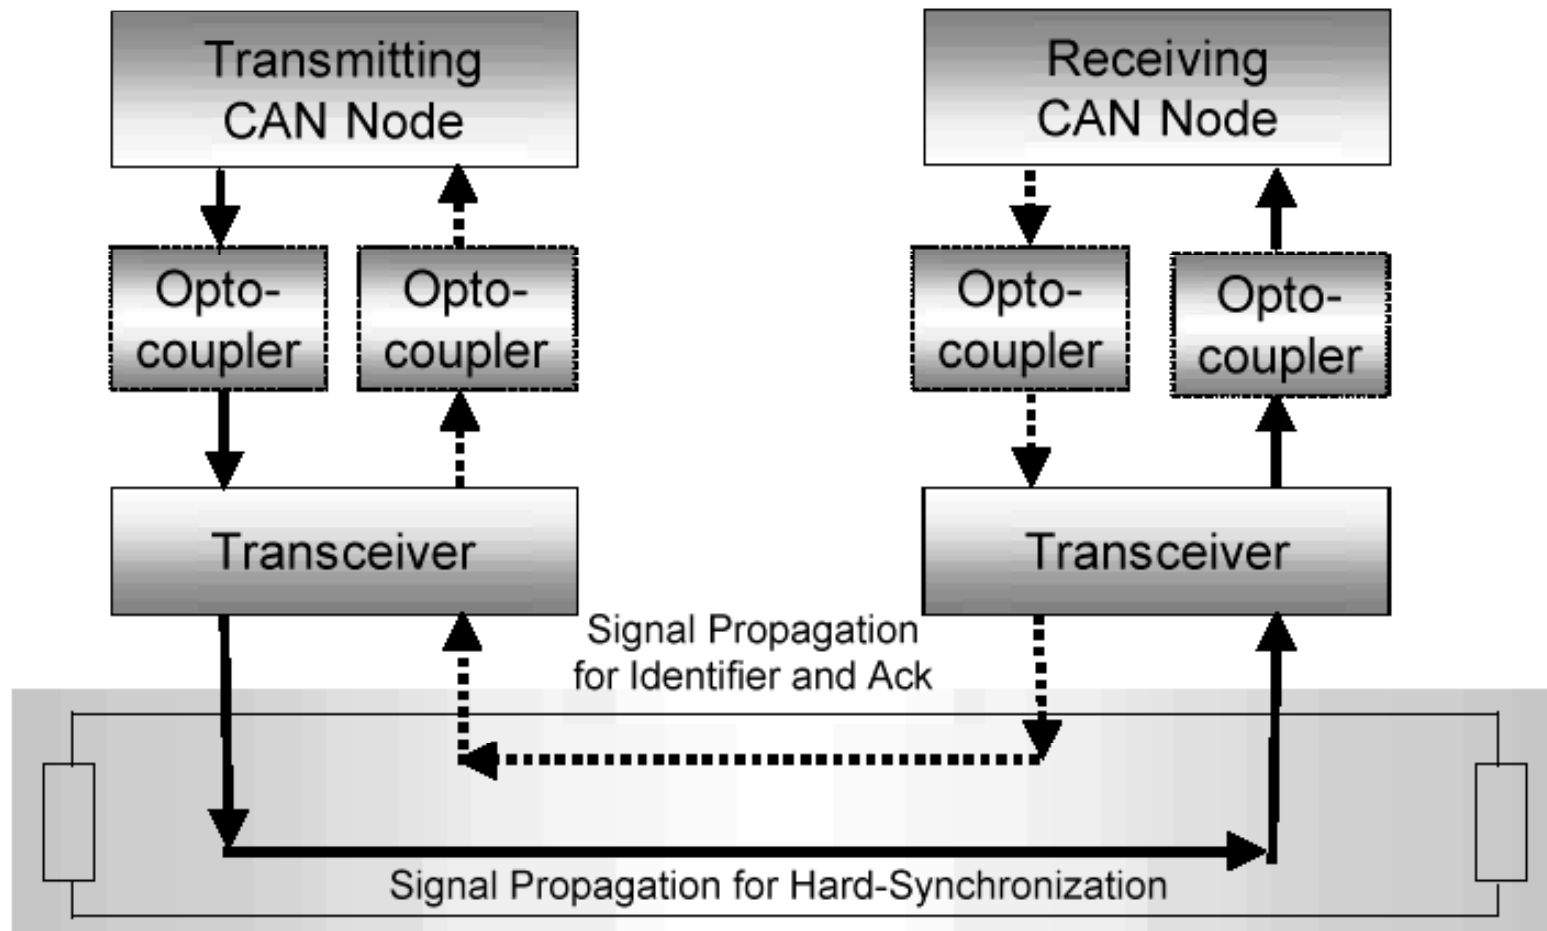 Transmitting
CAN Node
Receiving
CAN Node
Opto-
coupler
Opto-
coupler
Opto-
coupler
Opto-
coupler
Transceiver
Transceiver
Signal Propagation
for Identifier and Ack
Signal Propagation for Hard-Synchronization